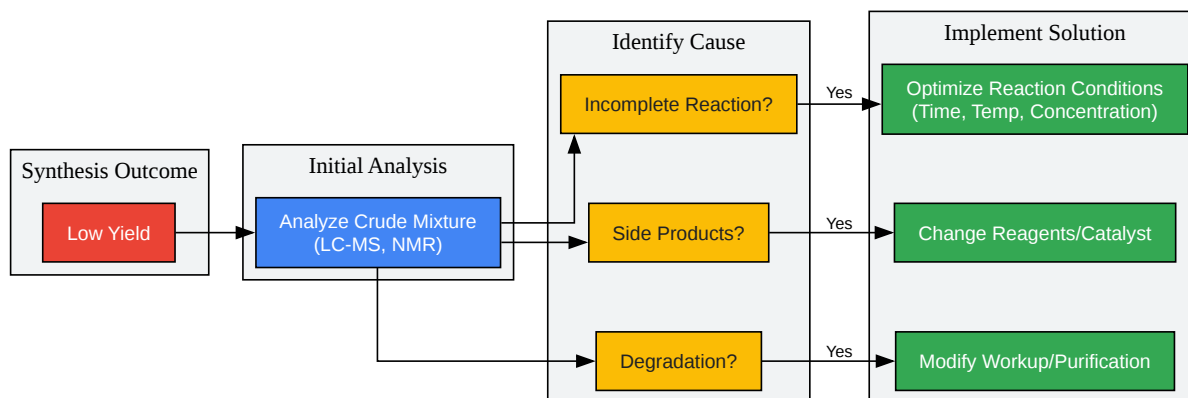 Synthesis Outcome
Low Yield
Initial Analysis
Analyze Crude Mixture
(LC-MS, NMR)
Identify Cause
Incomplete Reaction?
Side Products?
Degradation?
Yes
Yes
Yes
Implement Solution
Optimize Reaction Conditions
(Time, Temp, Concentration)
Change Reagents/Catalyst
Modify Workup/Purification